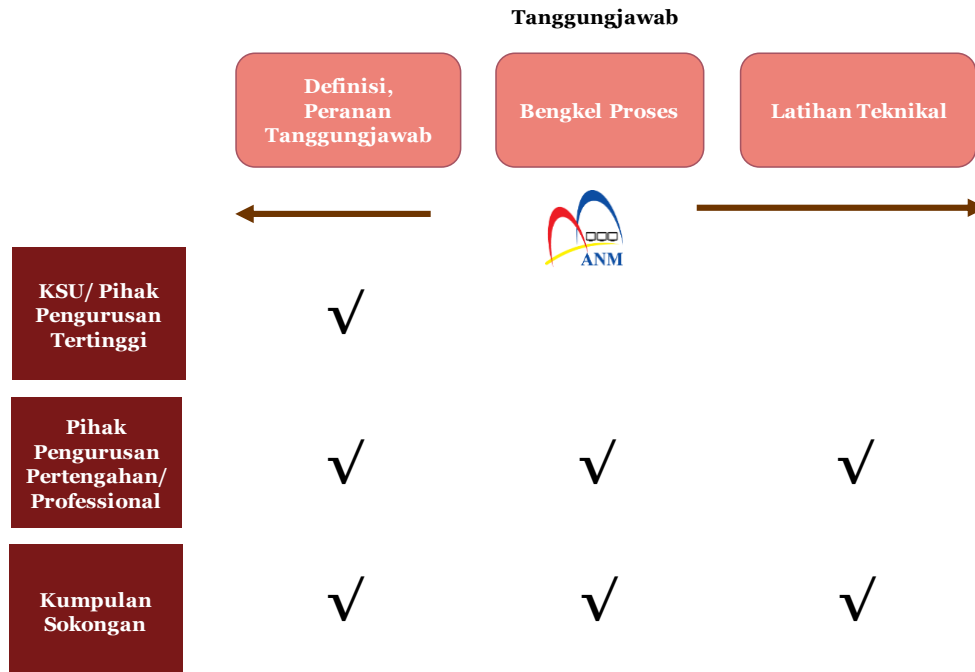 Tanggungjawab
Definisi,
Peranan
Tanggungjawab
Bengkel Proses
Latihan Teknikal
ANM
KSU/ Pihak
Pengurusan
Tertinggi
√
Pihak
Pengurusan
Pertengahan/
Professional
√ √ √
Kumpulan
Sokongan
√ √ √